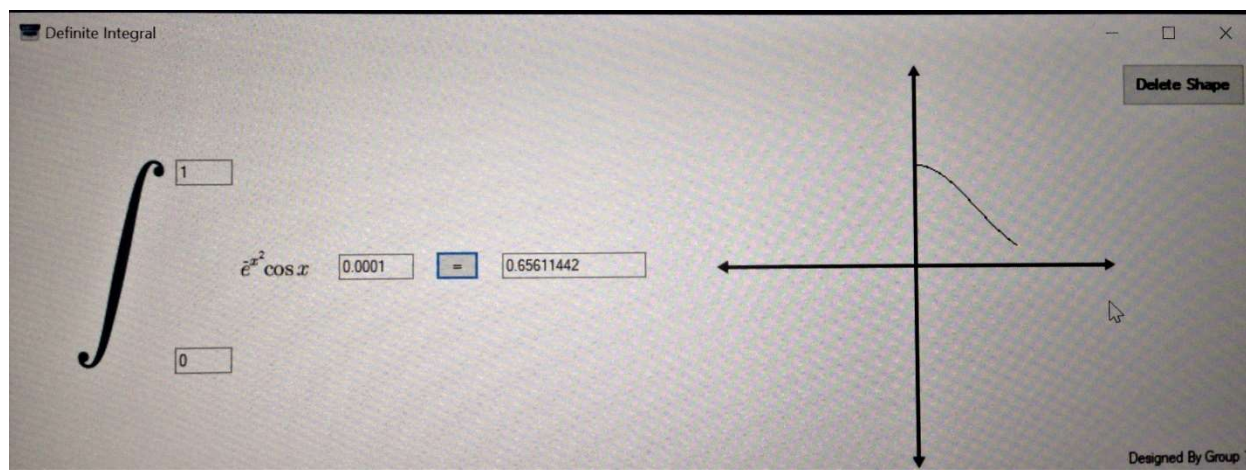 Definite Integral
Delete Shape
1
e^{-x^2} cos x 0.0001 = 0.65611442
0
Designed By Group